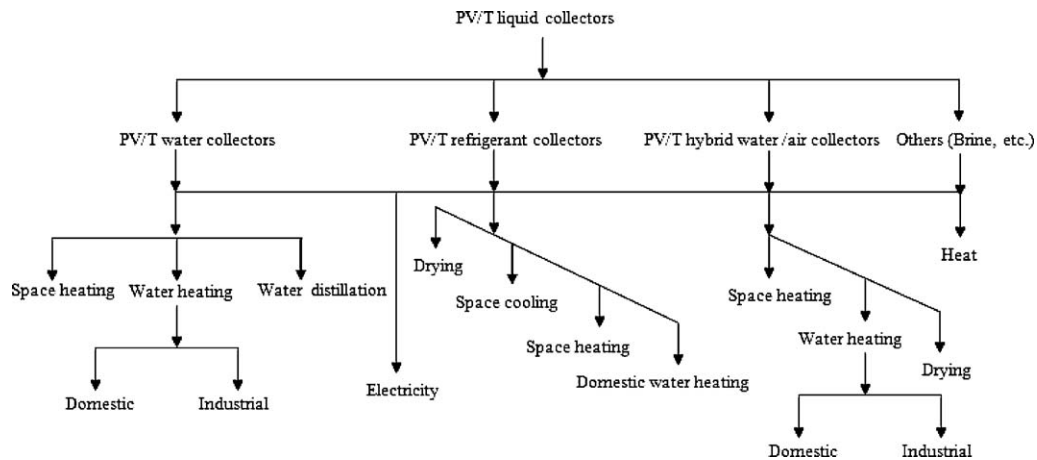 PV/T liquid collectors
PV/T water collectors
PV/T refrigerant collectors
PV/T hybrid water /air collectors
Others (Brine, etc.)
Space heating
Water heating
Water distillation
Domestic
Industrial
Electricity
Drying
Space cooling
Space heating
Domestic water heating
Space heating
Water heating
Drying
Domestic
Industrial
Heat